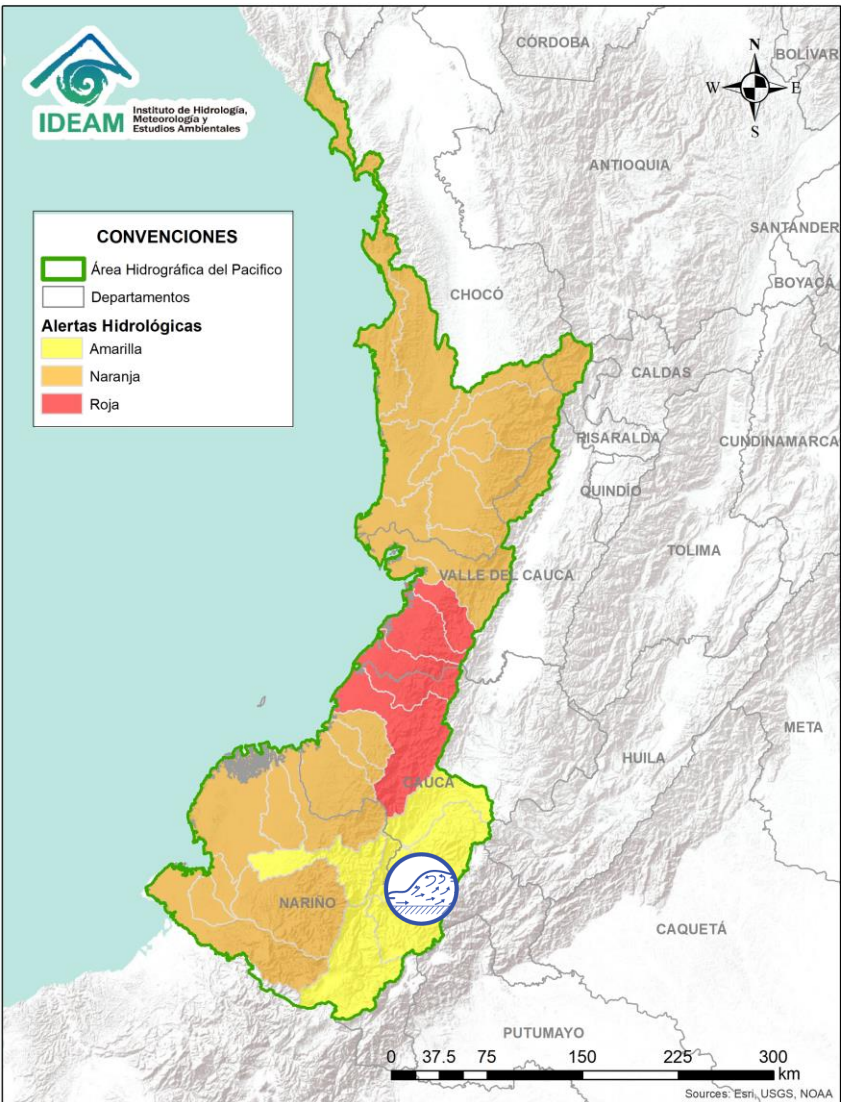 IDEAM
Instituto de Hidrología,
Meteorología y
Estudios Ambientales
N
W
E
S
CONVENCIONES
Área Hidrográfica del Pacifico
Departamentos
Alertas Hidrológicas
Amarilla
Naranja
Roja
CÓRDOBA
BOLÍVAR
ANTIOQUIA
SANTANDER
BOYACÁ
CHOCÓ
CALDAS
RISARALDA
CUNDINAMARCA
QUINDÍO
TOLIMA
VALLE DEL CAUCA
META
HUILA
CAUCA
NARIÑO
CAQUETÁ
PUTUMAYO
0 37.5 75 150 225 300
km
Sources: Esri, USGS, NOAA